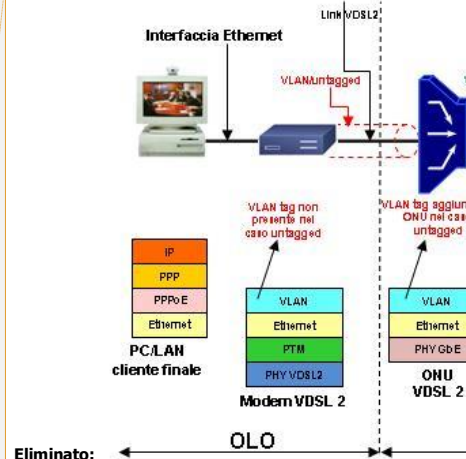 Link VDSL2
Interfaccia Ethernet
VLAN/untagged
VLAN tag non
presente nel
caso untagged
VLAN tag
ONU nel
untagged
IP
PPP
PPPoE
Ethernet
PC/LAN
cliente finale
VLAN
Ethernet
PTM
PHY VDSL2
Modem VDSL 2
VLAN
Ethernet
PHY GbE
ONU
VDSL 2
OLO
Eliminato: